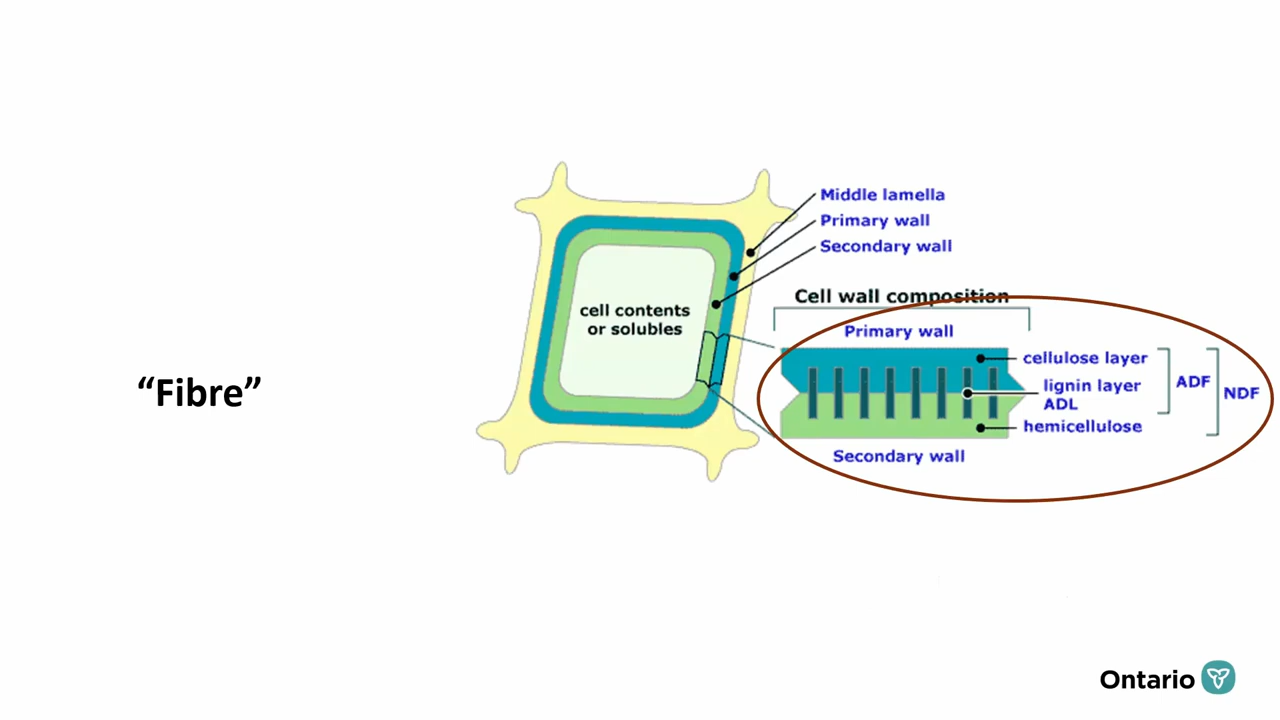 Middle lamella
Primary wall
Secondary wall
cell contents
or solubles
Cell wall composition
Primary wall
cellulose layer
lignin layer
ADL
hemicellulose
ADF
NDF
Secondary wall
“Fibre”
Ontario